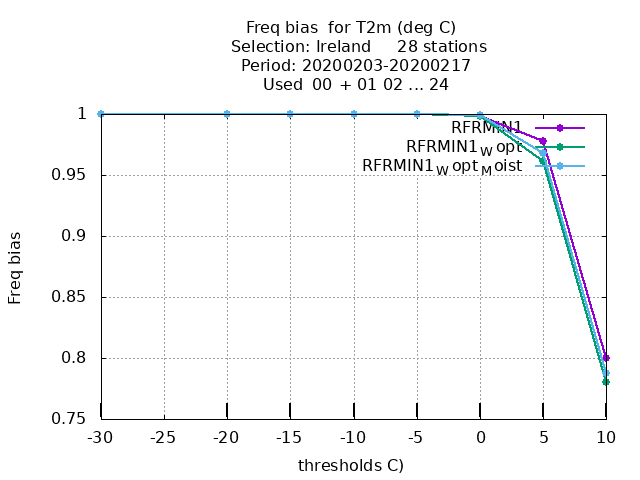 Freq bias  for T2m (deg C)
Selection: Ireland     28 stations
Period: 20200203-20200217
Used  00 + 01 02 ... 24
1
0.95
0.9
0.85
0.8
0.75
Freq bias
RFRMIN1
RFRMIN1_W opt
RFRMIN1_W opt_M oist
-30 -25 -20 -15 -10 -5 0 5 10
thresholds C)